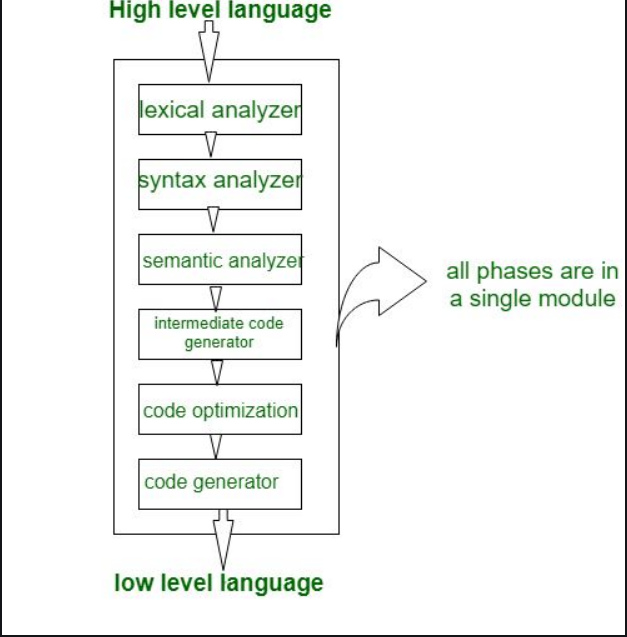 High level language
lexical analyzer
syntax analyzer
semantic analyzer
intermediate code
generator
code optimization
code generator
low level language
all phases are in
a single module